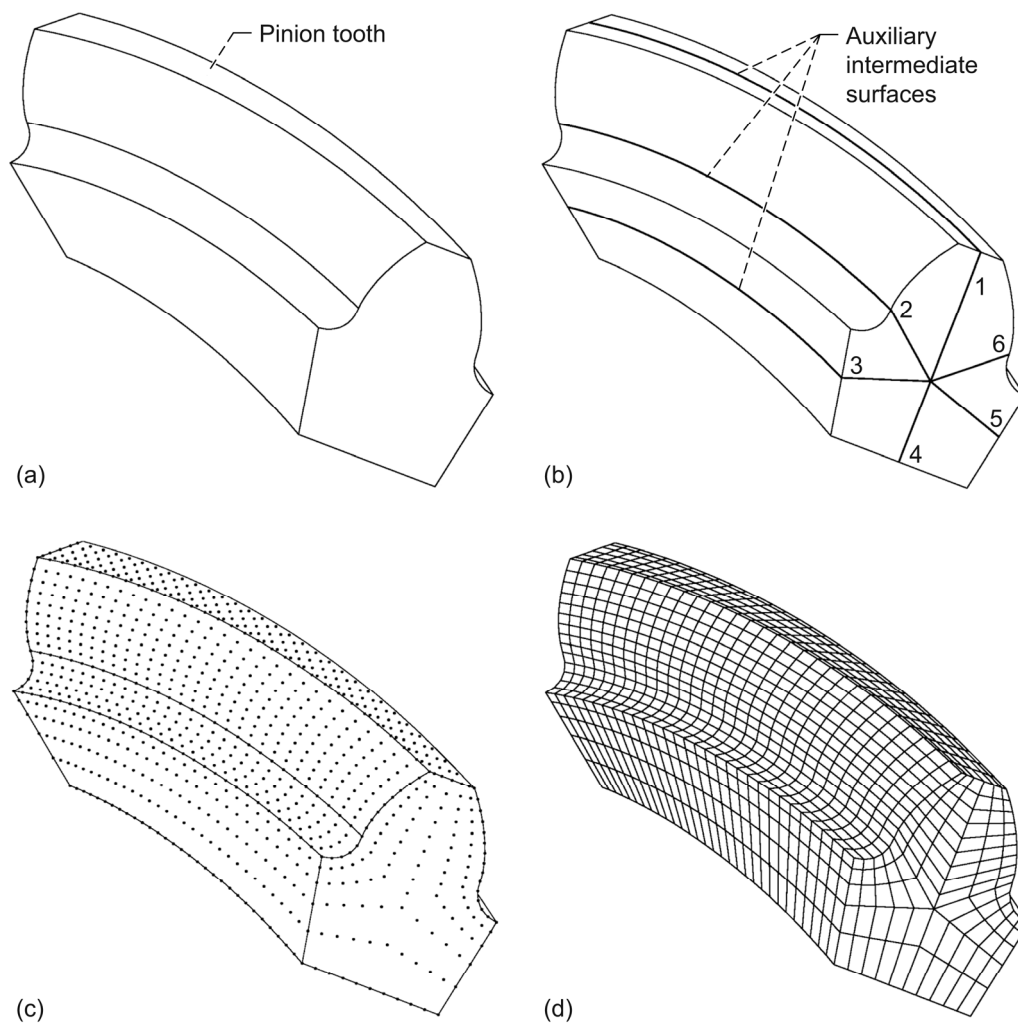 Pinion tooth
Auxiliary
intermediate
surfaces
1
2
6
3
5
4
(a)
(b)
(c)
(d)